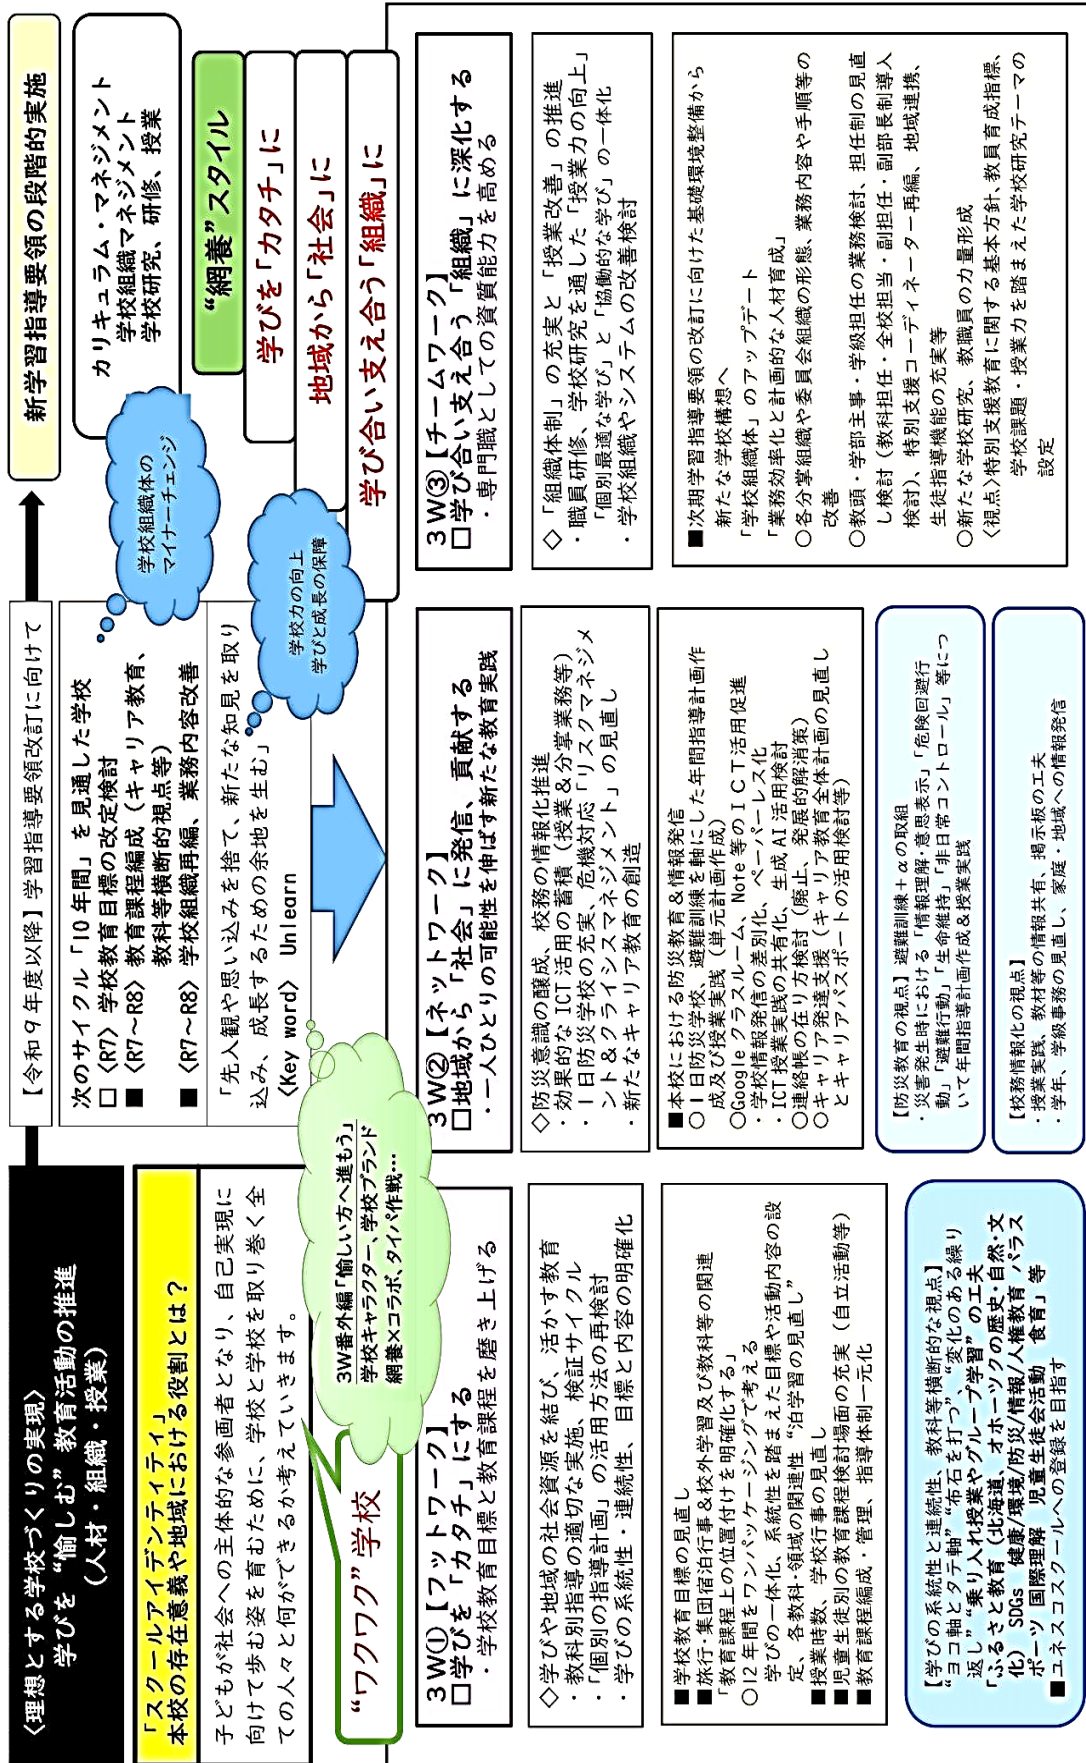 〈理想とする学校づくりの実現〉
学びを“愉しむ”教育活動の推進
(人材・組織・授業)
【令和９年度以降】学習指導要領改訂に向けて
新学習指導要領の段階的実施
「スクールアイデンティティ」
本校の存在意義や地域における役割とは？
子どもが社会への主体的な参画者となり、自己実現に
向けて歩む姿を育むために、学校と学校を取り巻く全
ての人々と何ができるか考えていきます。
次のサイクル「10年間」を見通した学校
□〈R7〉学校教育目標の改定検討
■〈R7～R8〉教育課程編成（キャリア教育、
教科等横断的視点等）
■〈R7～R8〉学校組織再編、業務内容改善
「先入観や思い込みを捨て、新たな知見を取り
込み、成長するための余地を生む」
〈Key word〉 Unlearn
学校組織体の
マイナーチェンジ
学校力の向上
学びと成長の保障
カリキュラム・マネジメント
学校組織マネジメント
学校研究、研修、授業
“網養”スタイル
学びを「カタチ」に
地域から「社会」に
学び合い支え合う「組織」に
“ワクワク”学校
3W番外編「愉しい方へ進もう」
学校キャラクター、学校ブランド
網養×コラボ、タイパ作戦…
３W①【フットワーク】
□学びを「カタチ」にする
・学校教育目標と教育課程を磨き上げる
◇学びや地域の社会資源を結び、活かす教育
・教科別指導の適切な実施、検証サイクル
・「個別の指導計画」の活用方法の再検討
・学びの系統性・連続性、目標と内容の明確化
■学校教育目標の見直し
■旅行・集団宿泊行事＆校外学習及び教科等の関連
「教育課程上の位置付けを明確化する」
○12年間をワンパッケージングで考える
学びの一体化、系統性を踏まえた目標や活動内容の設
定、各教科・領域の関連性“泊学習の見直し”
■授業時数、学校行事の見直し
■児童生徒別の教育課程検討場面の充実（自立活動等）
■教育課程編成・管理、指導体制一元化
【学びの系統性と連続性、教科等横断的な視点】
“ヨコ軸とタテ軸”“布石を打つ”、“変化のある繰り
返し”“乗り入れ授業やグループ学習”の工夫
「ふるさと教育（北海道、オホーツクの歴史・自然・文
化） SDGs 健康/環境/防災/情報/人権教育 パラス
ポーツ 国際理解 児童生徒会活動 食育」等
■ユネスコスクールへの登録を目指す
３W②【ネットワーク】
□地域から「社会」に発信、貢献する
・一人ひとりの可能性を伸ばす新たな教育実践
◇防災意識の醸成、校務の情報化推進
・効果的なICT活用の蓄積（授業＆分掌業務等）
・１日防災学校の充実、危機対応「リスクマネジメ
ント＆クライシスマネジメント」の見直し
・新たなキャリア教育の創造
■本校における防災教育＆情報発信
○１日防災学校、避難訓練を軸にした年間指導計画作
成及び授業実践（単元計画作成）
○Googleクラスルーム、Note等のICT活用促進
・学校情報発信の差別化、ペーパーレス化
・ICT授業実践の共有化、生成AI活用検討
○連絡帳の在り方検討（廃止、発展的解消策）
○キャリア発達支援（キャリア教育全体計画の見直し
とキャリアパスポートの活用検討等）
【防災教育の視点】避難訓練＋αの取組
・災害発生時における「情報理解 意思表示」「危険回避行
動」「避難行動」「生命維持」「非日常コントロール」等につ
いて年間指導計画作成＆授業実践
【校務情報化の視点】
・授業実践、教材等の情報共有、掲示板の工夫
・学年、学級事務の見直し、家庭・地域への情報発信
３W③【チームワーク】
□学び合い支え合う「組織」に深化する
・専門職としての資質能力を高める
◇「組織体制」の充実と「授業改善」の推進
・職員研修、学校研究を通した「授業力の向上」
「個別最適な学び」と「協働的な学び」の一体化
・学校組織やシステムの改善検討
■次期学習指導要領の改訂に向けた基礎環境整備から
新たな学校構想へ
「学校組織体」のアップデート
「業務効率化と計画的な人材育成」
○各分掌組織や委員会組織の形態、業務内容や手順等の
改善
○教頭・学部主事・学級担任の業務検討、担任制の見直
し検討（教科担任・全校担当・副担任・副部長制導入
検討）、特別支援コーディネーター再編、地域連携、
生徒指導機能の充実等
○新たな学校研究、教職員の力量形成
〈視点〉特別支援教育に関する基本方針、教員育成指標、
学校課題・授業力を踏まえた学校研究テーマの
設定